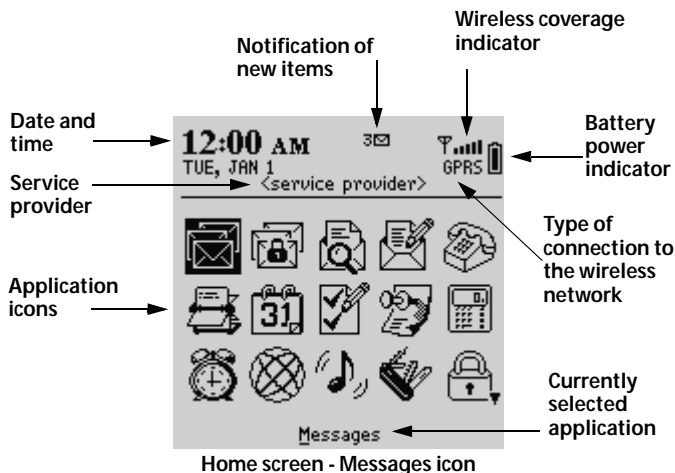 Wireless coverage
indicator
Notification of
new items
Date and
time
Battery
power
indicator
12:00 AM
3
TUE, JAN 1
GPRS
<service provider>
Service
provider
Type of
connection to
the wireless
network
Application
icons
31
0.
Currently
selected
application
Messages
Home screen - Messages icon